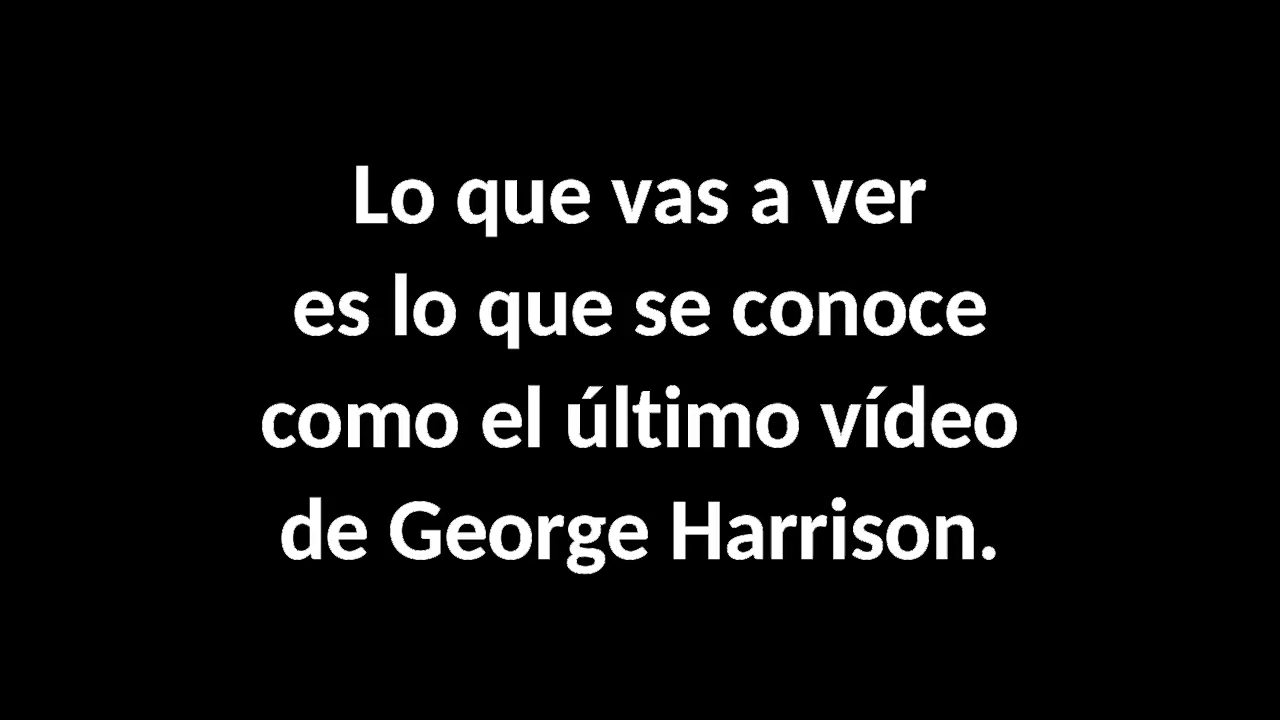 Lo que vas a ver
es lo que se conoce
como el último vídeo
de George Harrison.